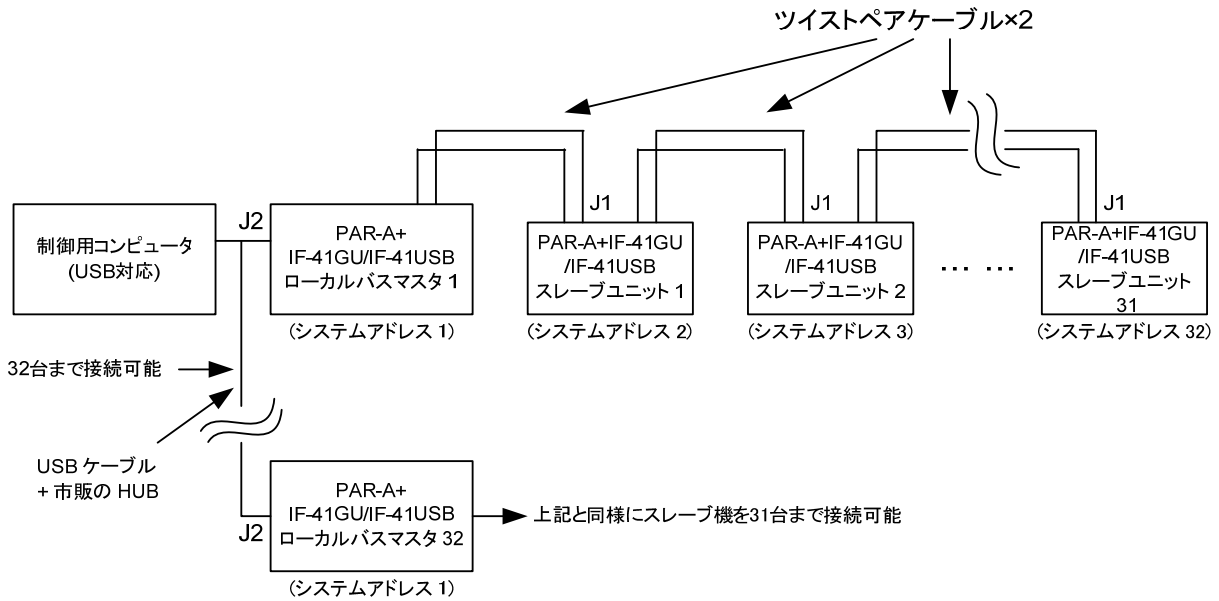 ツイストペアケーブル×2
制御用コンピュータ
(USB対応)
J2
PAR-A+
IF-41GU/IF-41USB
ローカルバスマスタ 1
(システムアドレス 1)
J1
PAR-A+IF-41GU
/IF-41USB
スレーブユニット 1
(システムアドレス 2)
J1
PAR-A+IF-41GU
/IF-41USB
スレーブユニット 2
(システムアドレス 3)
... ...
J1
PAR-A+IF-41GU
/IF-41USB
スレーブユニット
31
(システムアドレス 32)
32台まで接続可能
USB ケーブル
+ 市販の HUB
J2
PAR-A+
IF-41GU/IF-41USB
ローカルバスマスタ 32
(システムアドレス 1)
上記と同様にスレーブ機を31台まで接続可能